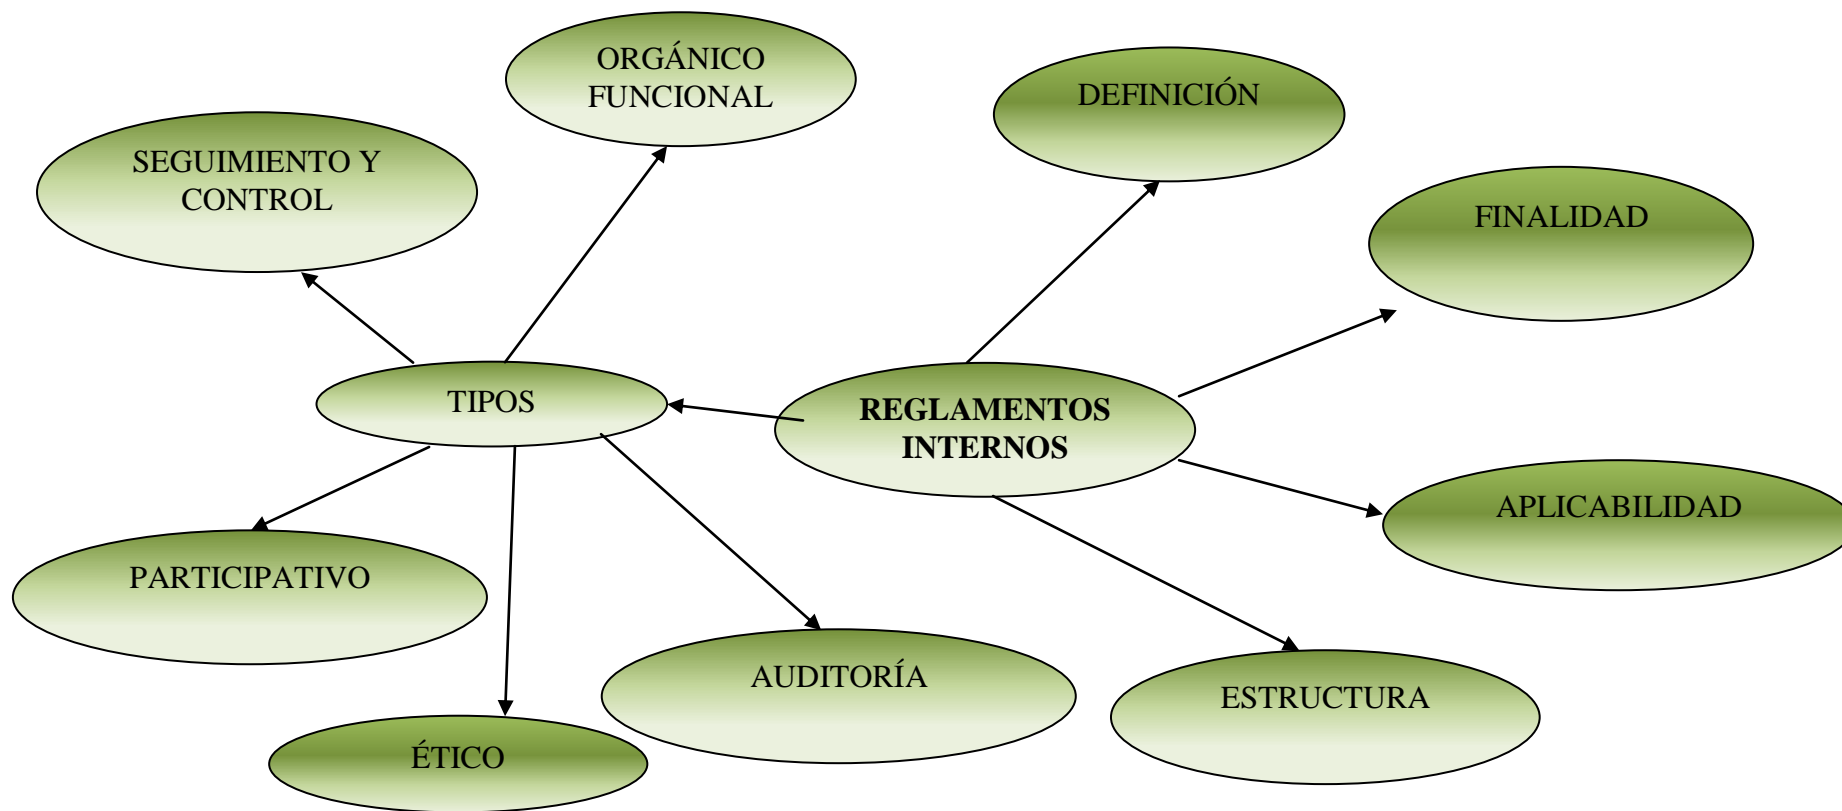 ORGÁNICO
FUNCIONAL
DEFINICIÓN
SEGUIMIENTO Y
CONTROL
FINALIDAD
TIPOS
REGLAMENTOS
INTERNOS
APLICABILIDAD
PARTICIPATIVO
AUDITORÍA
ESTRUCTURA
ÉTICO